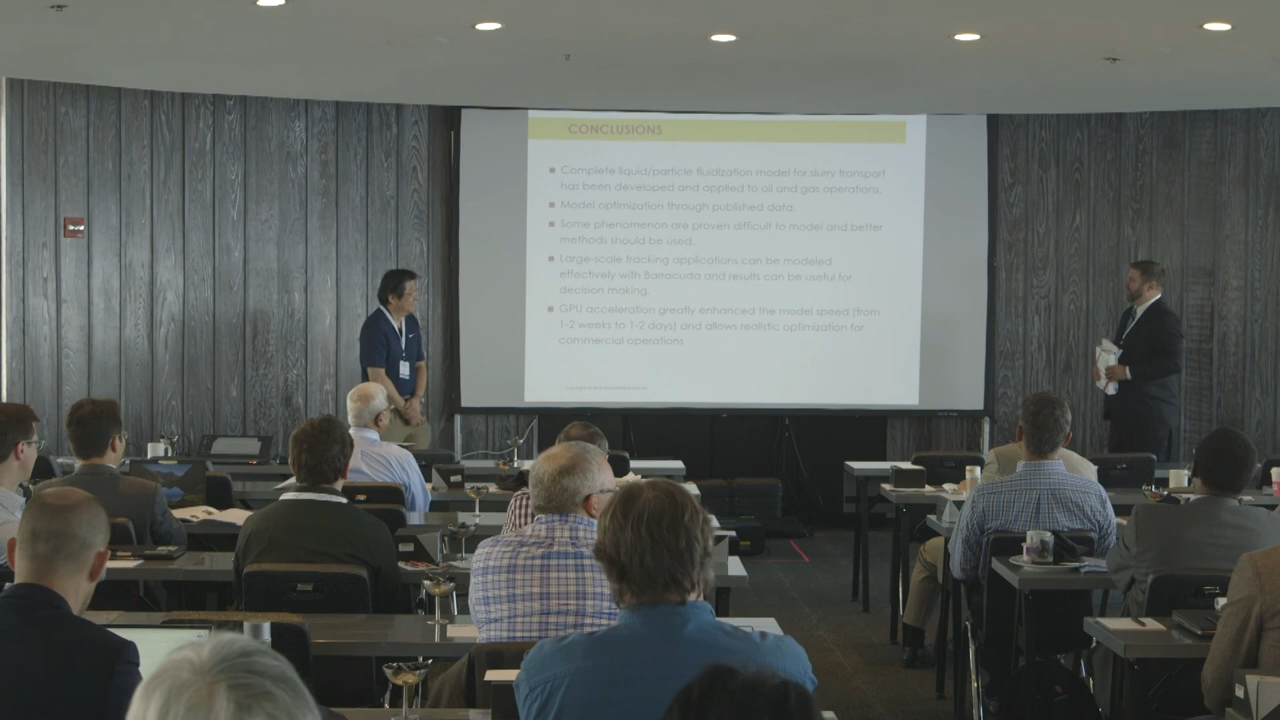 CONCLUSIONS
Complete liquid/particle fluidization model for slurry transport
has been developed and applied to oil and gas operations.
Model optimization through published data.
Some phenomenon are proven difficult to model and better
methods should be used.
Large-scale tracking applications can be modeled
effectively with Barracuda and results can be useful for
decision making.
GPU acceleration greatly enhanced the model speed (from
1-2 weeks to 1-2 days) and allows realistic optimization for
commercial operations